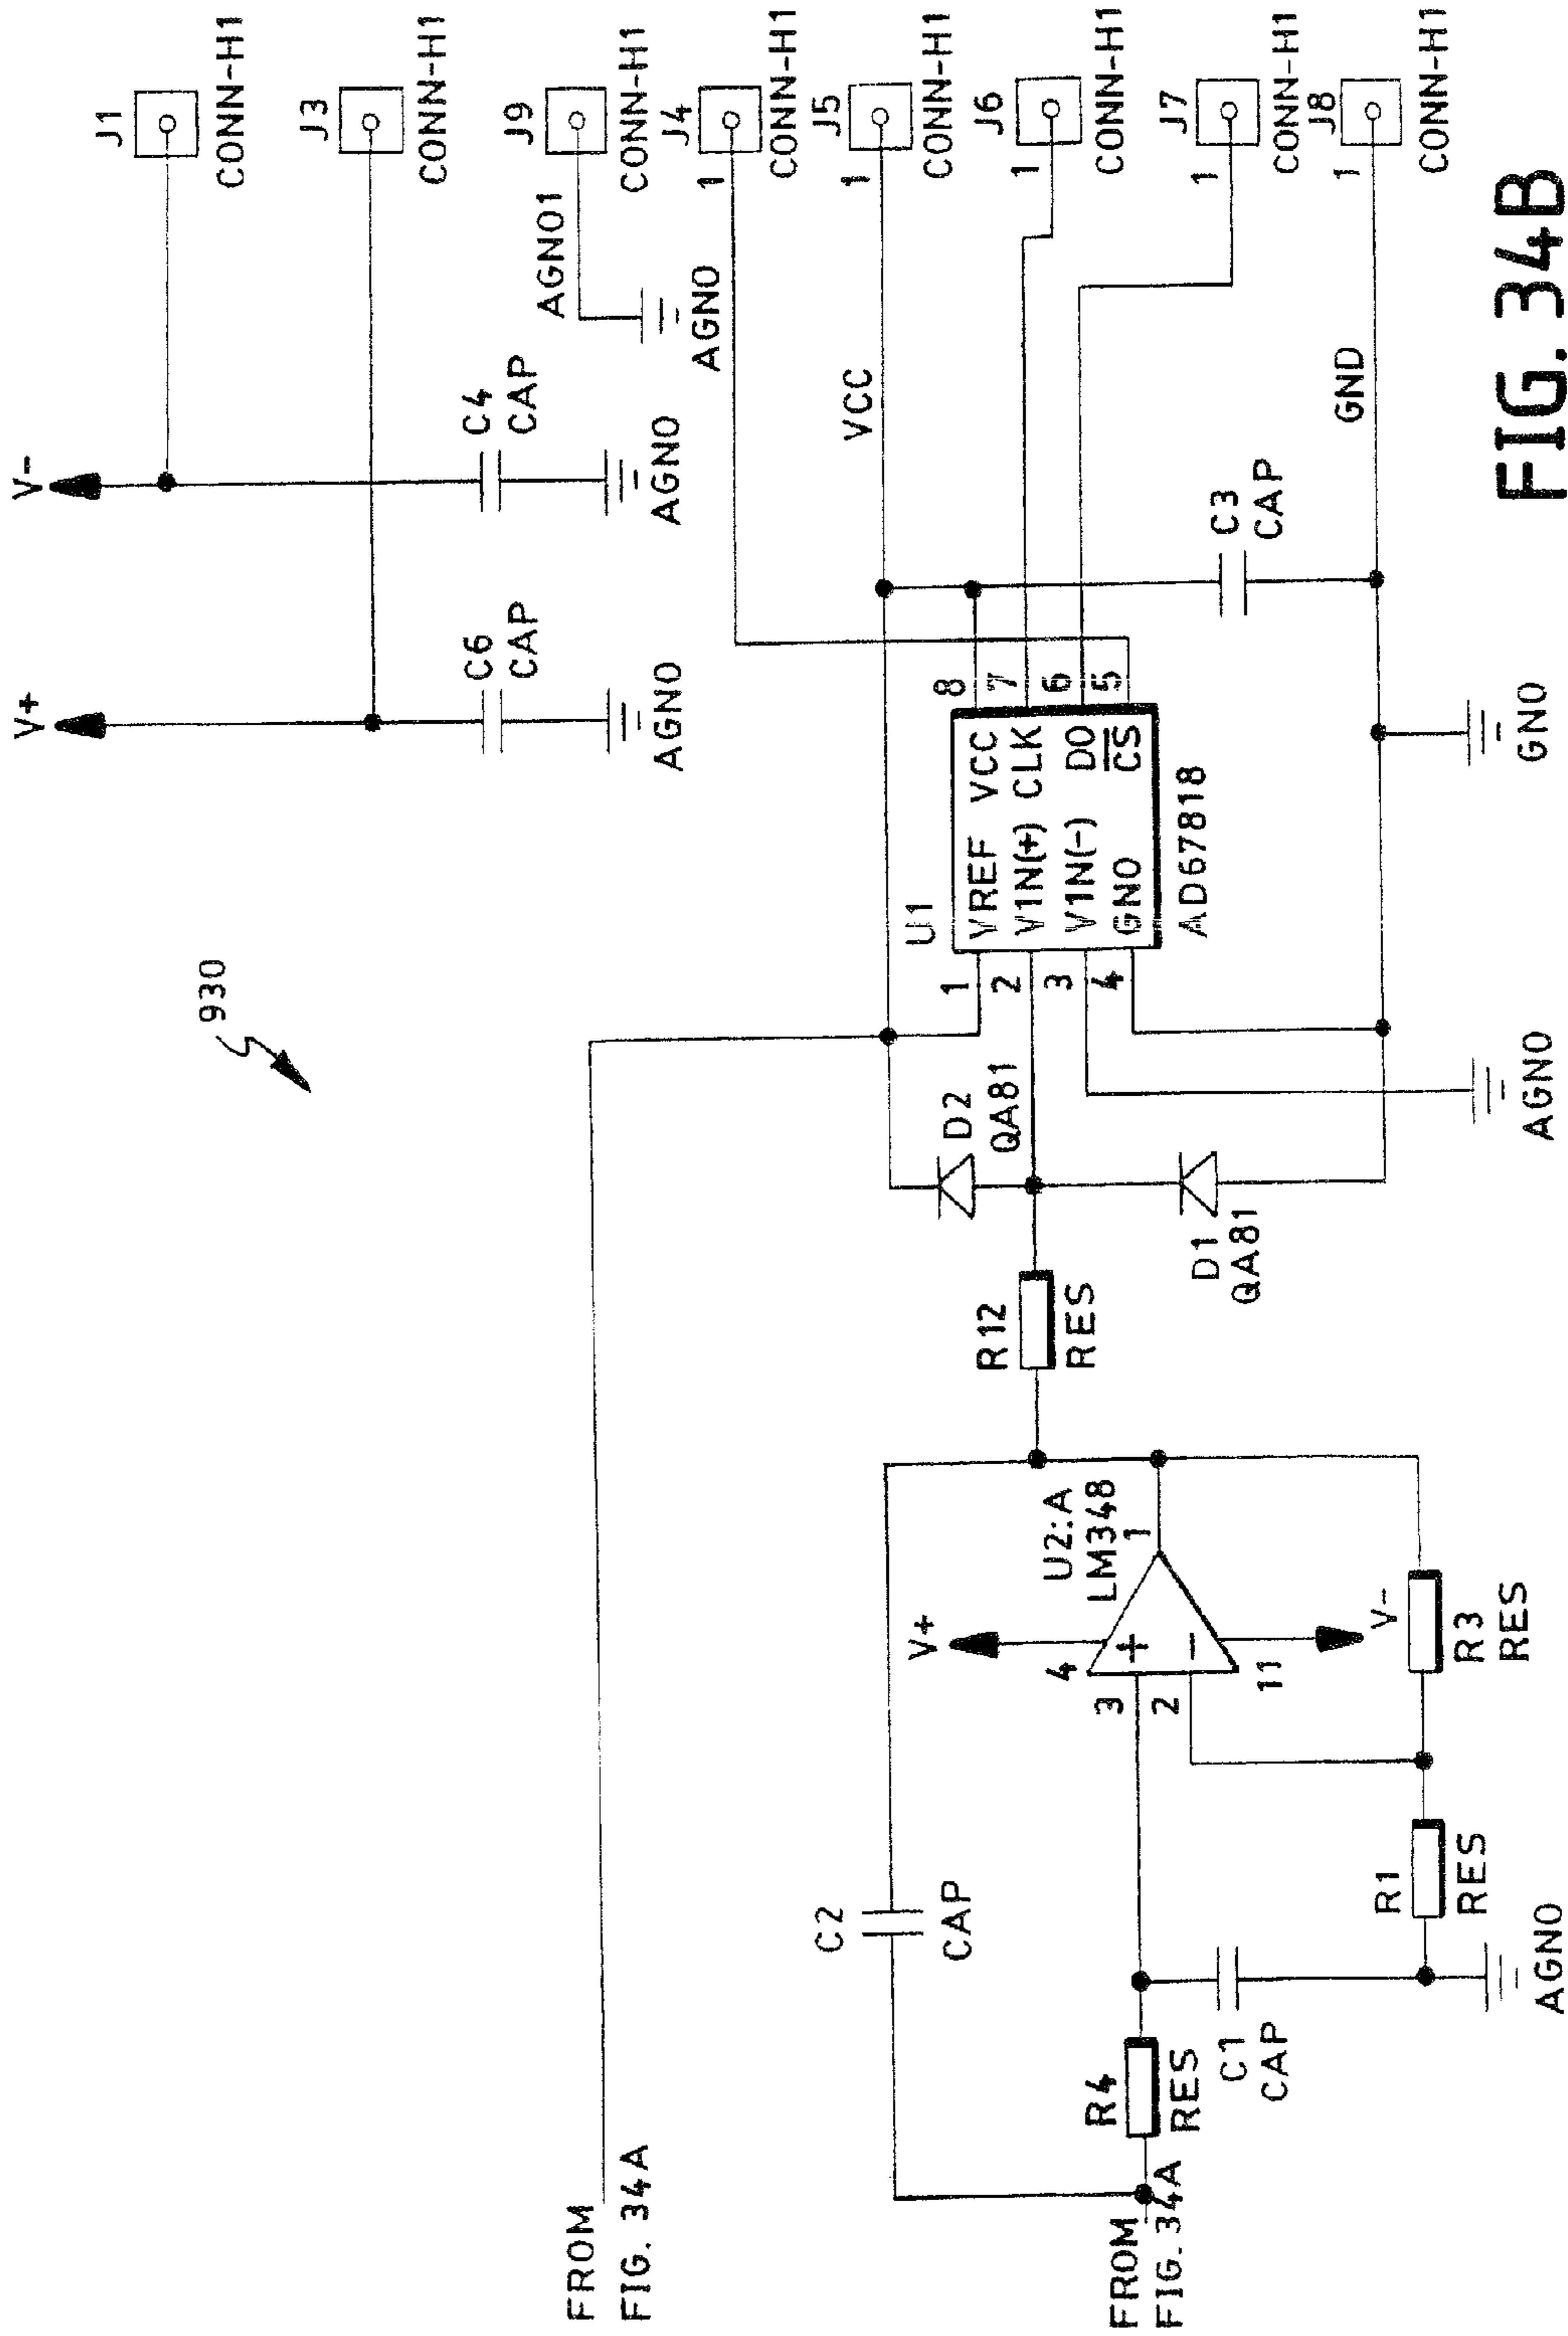 V+
V-
J1
CONN-H1
J3
CONN-H1
930
C6
CAP
AGNO
C4
CAP
AGNO
AGNO1
AGNO
J9
CONN-H1
J4
1
CONN-H1
FROM
FIG. 34A
VCC
J5
1
CONN-H1
C2
CAP
V+
U2:A
LM348
4
3
2
1
11
V-
R12
RES
D2
QA81
D1
QA81
U1
1
2
3
4
VREF VCC
V1N(+) CLK
V1N(-) DO
GNO CS
8
7
6
5
AD67818
J6
1
CONN-H1
J7
1
CONN-H1
C3
CAP
GND
J8
1
CONN-H1
FROM
FIG. 34A
R4
RES
C1
CAP
R1
RES
R3
RES
AGNO
AGNO
GNO
FIG. 34B